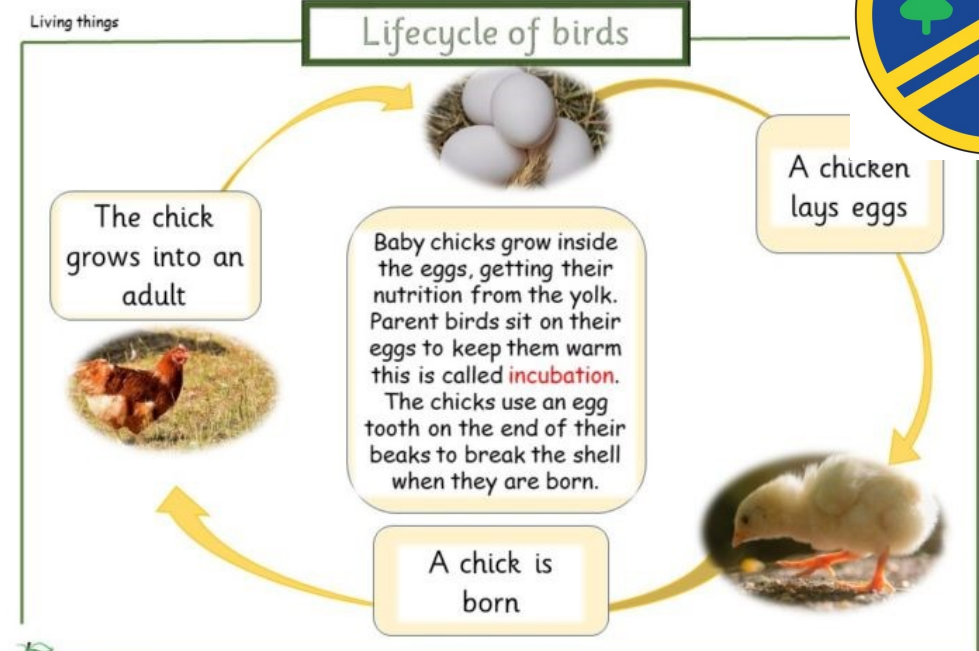 Living things
Lifecycle of birds
A chicken
lays eggs
The chick
grows into an
adult
Baby chicks grow inside
the eggs, getting their
nutrition from the yolk.
Parent birds sit on their
eggs to keep them warm
this is called incubation.
The chicks use an egg
tooth on the end of their
beaks to break the shell
when they are born.
A chick is
born